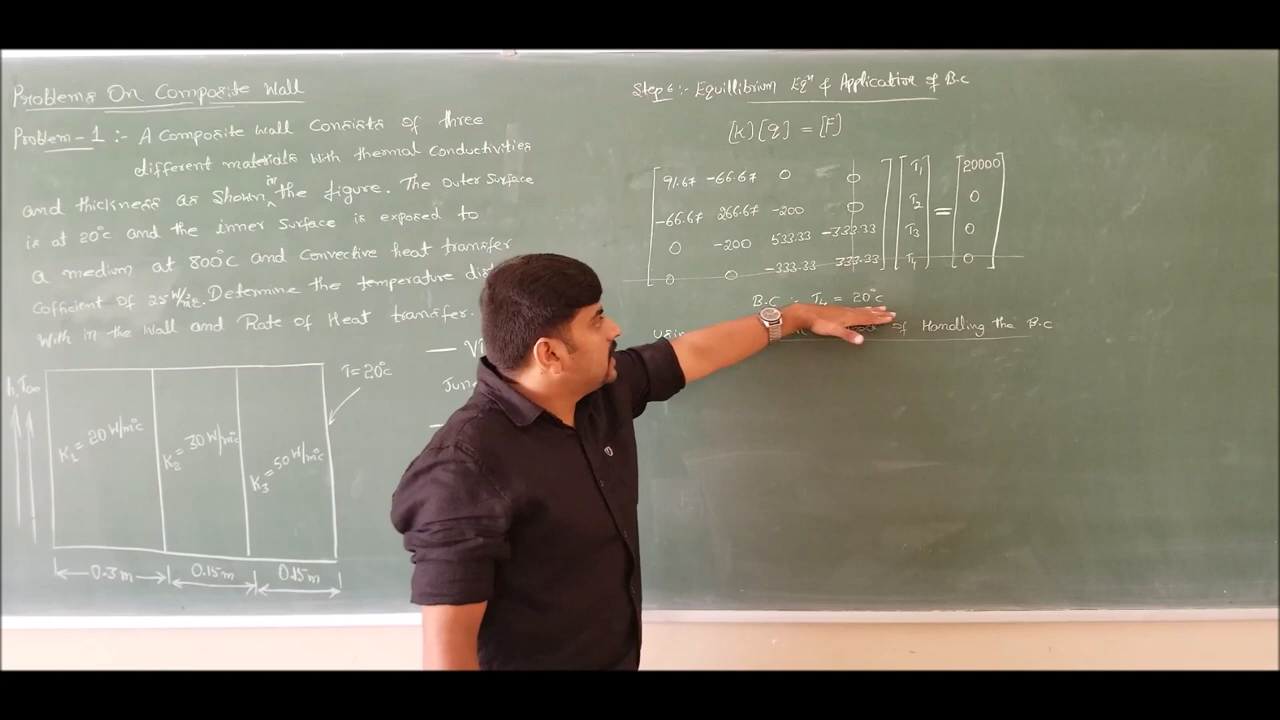 Problems On Composite Wall
Problem-1 :- A Composite Wall Consists of three
different materials with thermal Conductivities
and thickness as shown in the figure. The Outer Surface
is at 20°c and the inner Surface is exposed to
a medium at 800°c and Convective heat transfer
Cofficient of 25 W/m²c. Determine the temperature
With in the Wall and Rate of Heat transfer.
h, T∞
K₁ = 20 W/m°c
K₂ = 30 W/m°c
K₃ = 50 W/m°c
T = 20°c
0.3m
0.15m
0.15m
Step 6 :- Equillibrium Eqⁿ & Application of B.C
[K] [q] = [F]
91.67 -66.67 0 0 T₁ 20000
-66.67 266.67 -200 0 T₂ = 0
0 -200 533.33 -333.33 T₃ 0
0 0 -333.33 333.33 T₄ 0
B.C :- T₄ = 20°c
of Handling the B.C